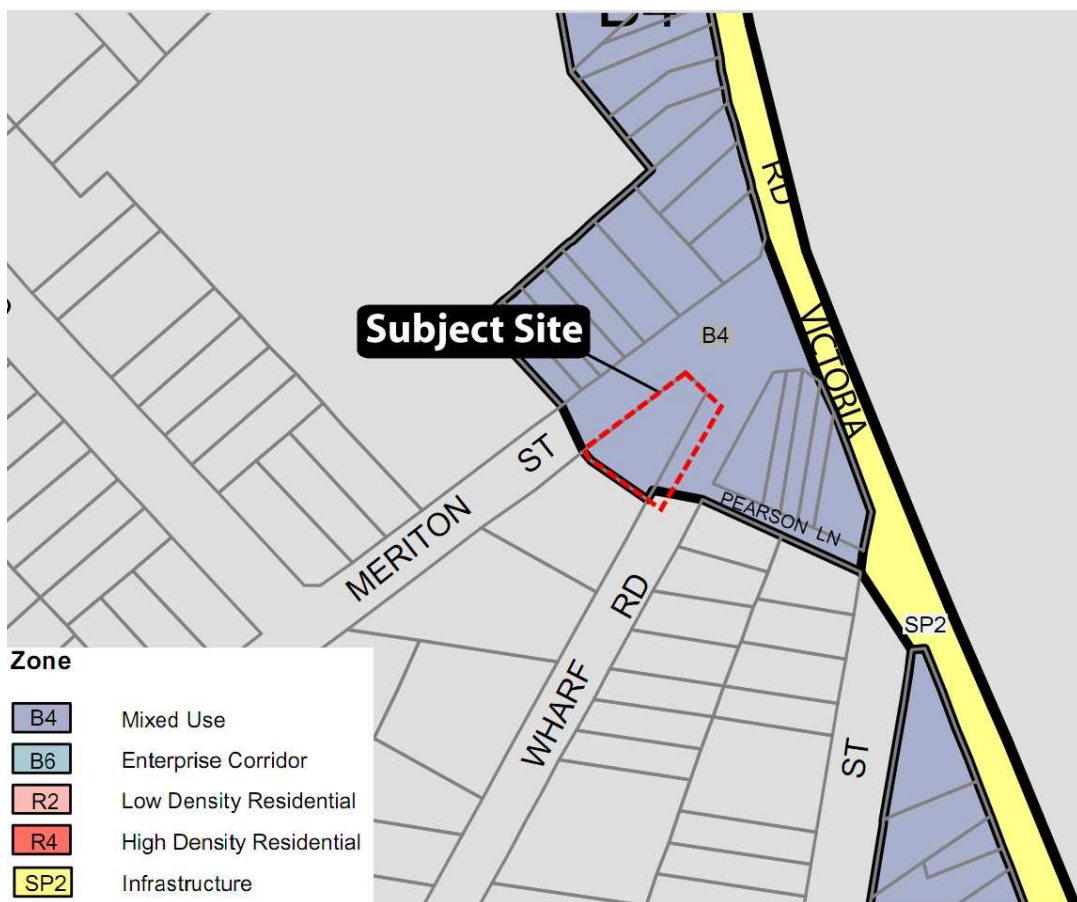 B4
RD
VICTORIA
Subject Site
B4
ST
MERITON
PEARSON LN
RD
WHARF
SP2
ST
Zone
B4 Mixed Use
B6 Enterprise Corridor
R2 Low Density Residential
R4 High Density Residential
SP2 Infrastructure